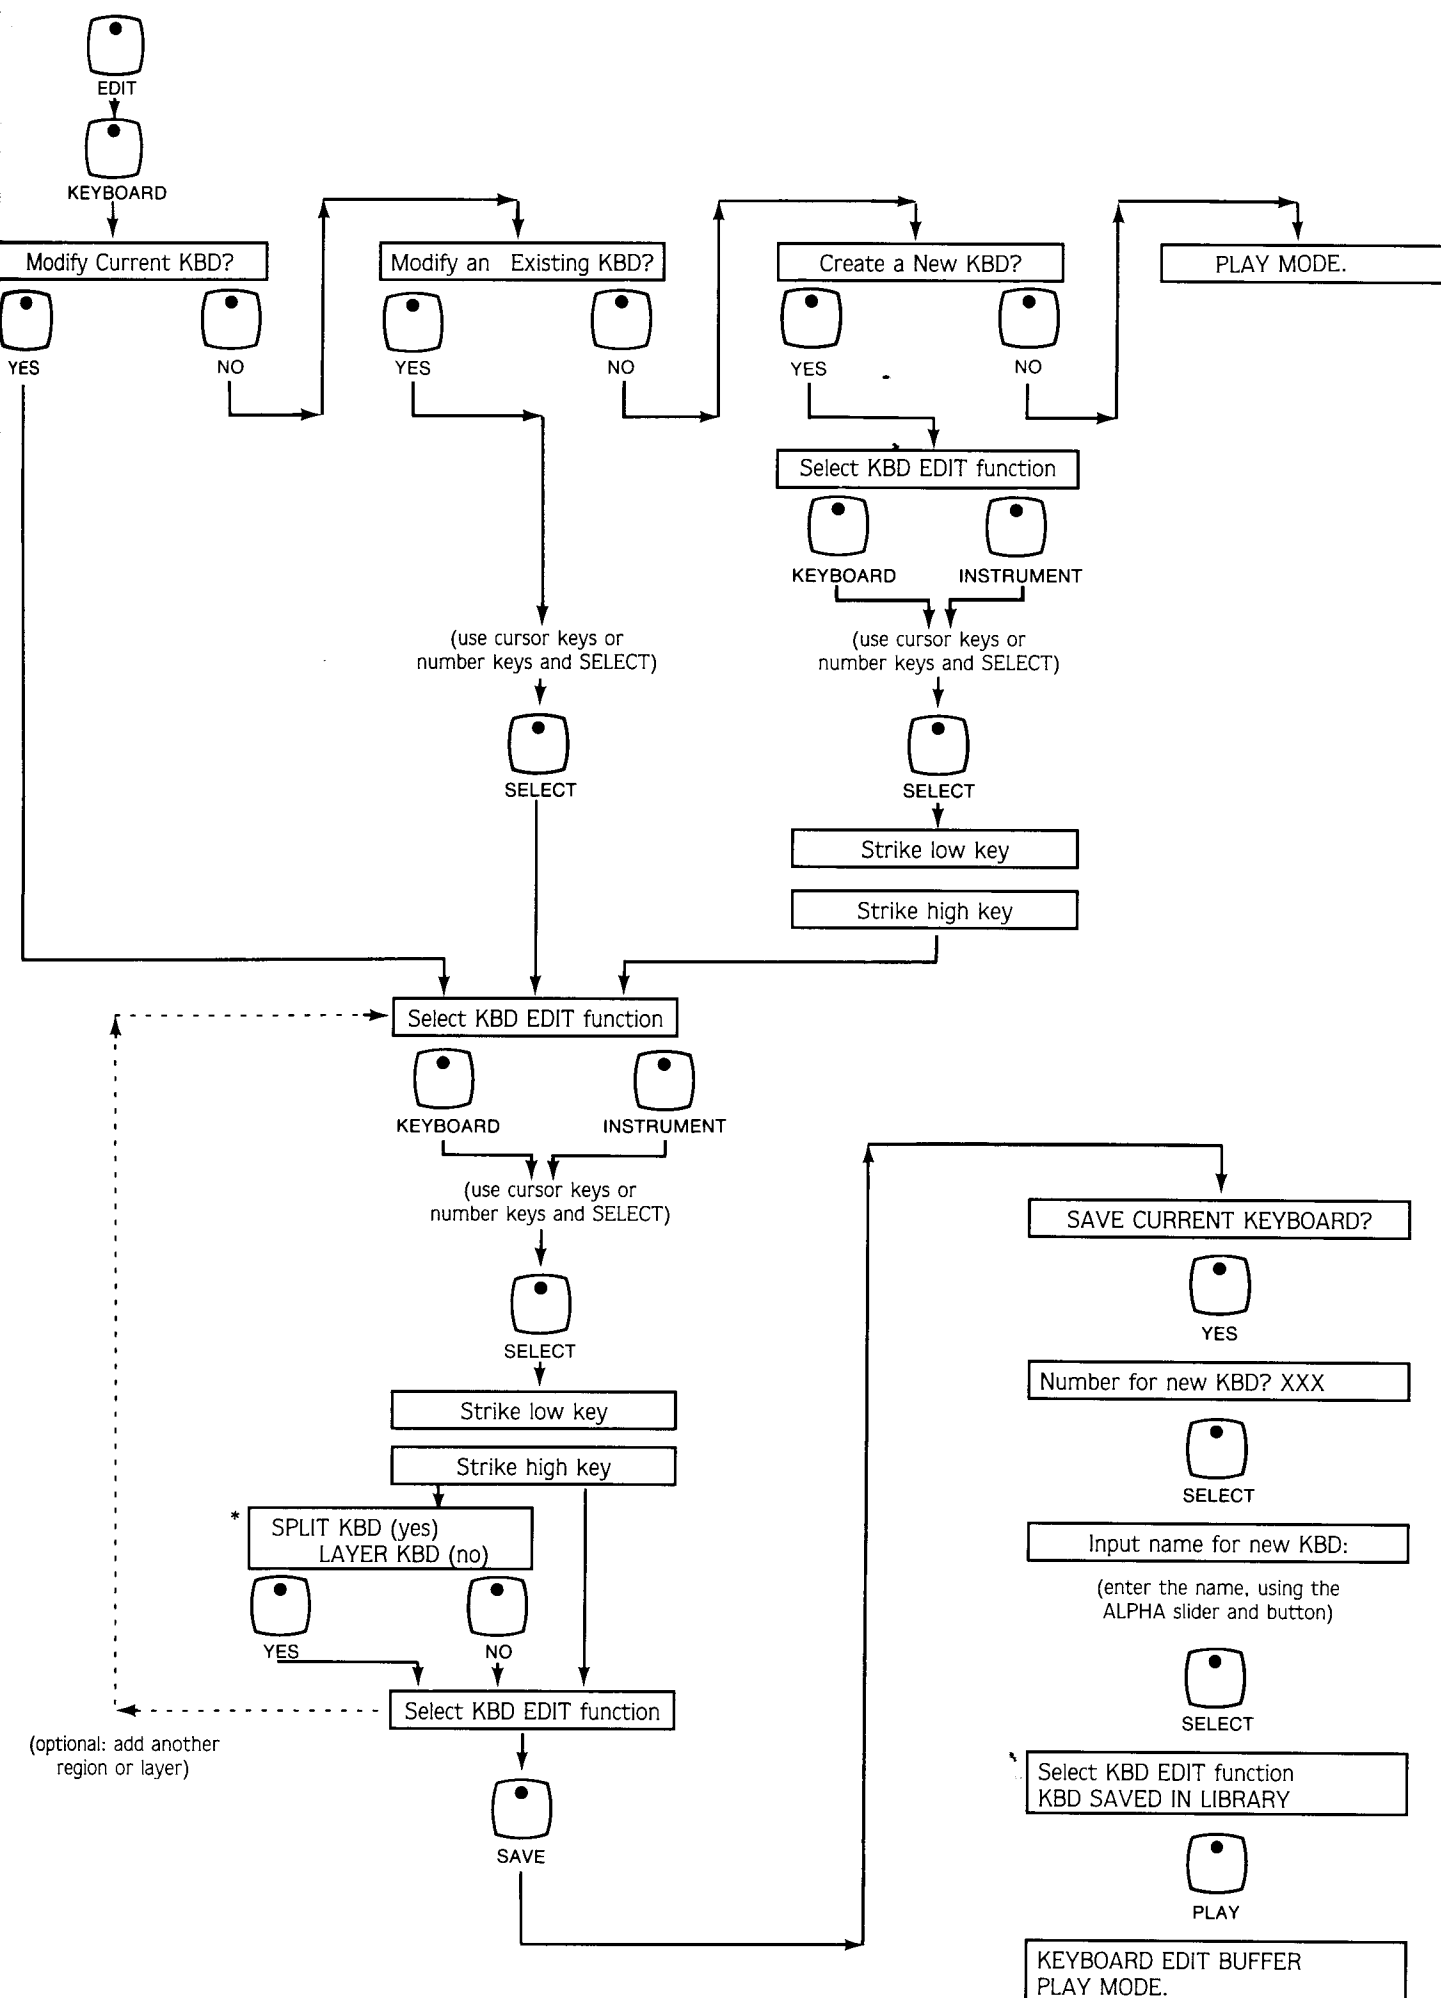 EDIT
KEYBOARD
Modify Current KBD?
YES
NO
Modify an Existing KBD?
YES
NO
Create a New KBD?
YES
NO
PLAY MODE.
Select KBD EDIT function
KEYBOARD
INSTRUMENT
(use cursor keys or
number keys and SELECT)
SELECT
(use cursor keys or
number keys and SELECT)
SELECT
Strike low key
Strike high key
Select KBD EDIT function
KEYBOARD
INSTRUMENT
(use cursor keys or
number keys and SELECT)
SELECT
Strike low key
Strike high key
*
SPLIT KBD (yes)
LAYER KBD (no)
YES
NO
Select KBD EDIT function
(optional: add another
region or layer)
SAVE
SAVE CURRENT KEYBOARD?
YES
Number for new KBD? XXX
SELECT
Input name for new KBD:
(enter the name, using the
ALPHA slider and button)
SELECT
Select KBD EDIT function
KBD SAVED IN LIBRARY
PLAY
KEYBOARD EDIT BUFFER
PLAY MODE.